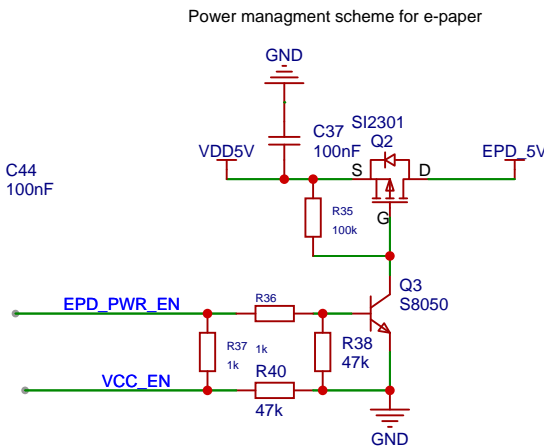 Power managment scheme for e-paper
GND
C37
100nF
SI2301
Q2
VDD5V
EPD_5V
S
D
G
C44
100nF
R35
100k
Q3
S8050
EPD_PWR_EN
R36
1k
R37
1k
R38
47k
VCC_EN
R40
47k
GND